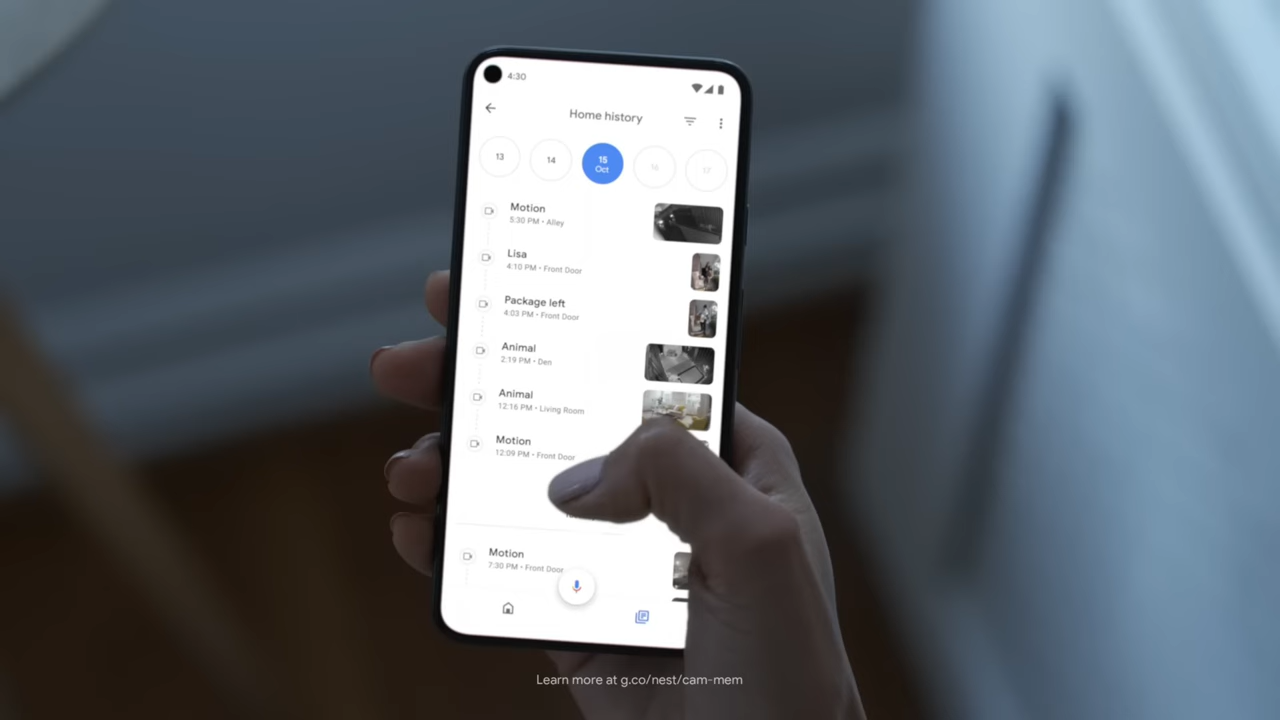 4:30
Home history
13
14
15
Oct
16
17
Motion
5:30 PM • Alley
Lisa
4:10 PM • Front Door
Package left
4:03 PM • Front Door
Animal
2:19 PM • Den
Animal
12:16 PM • Living Room
Motion
12:09 PM • Front Door
Motion
7:30 PM • Front Door
Learn more at g.co/nest/cam-mem